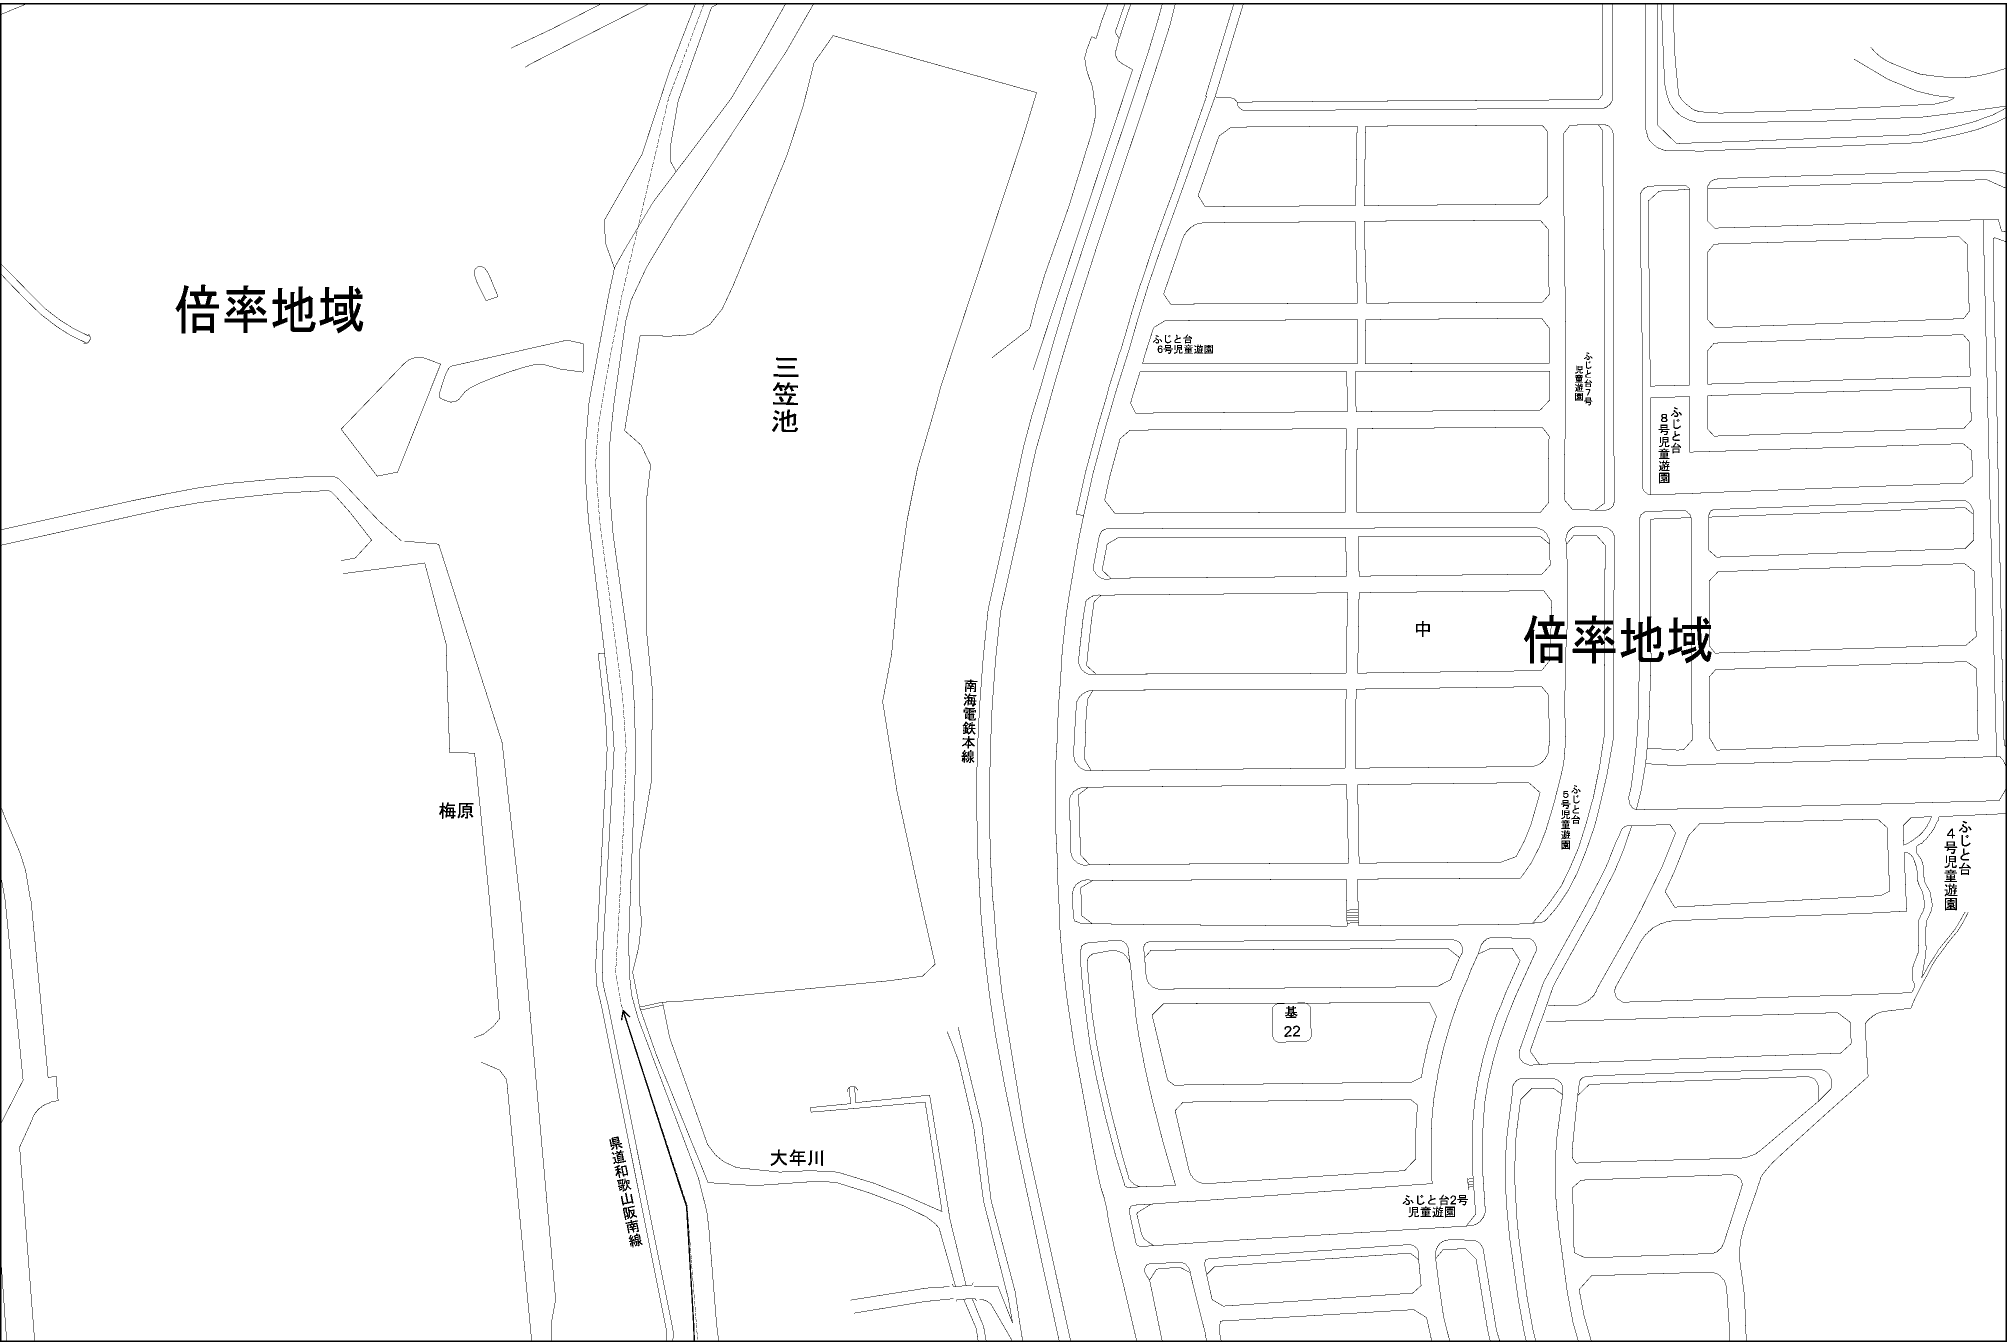 倍率地域
三笠池
ふじと台
6号児童遊園
ふじと台7号
児童遊園
ふじと台
8号児童遊園
中
倍率地域
南海電鉄本線
梅原
ふじと台
5号児童遊園
ふじと台
4号児童遊園
基
22
大年川
県道和歌山阪南線
ふじと台2号
児童遊園